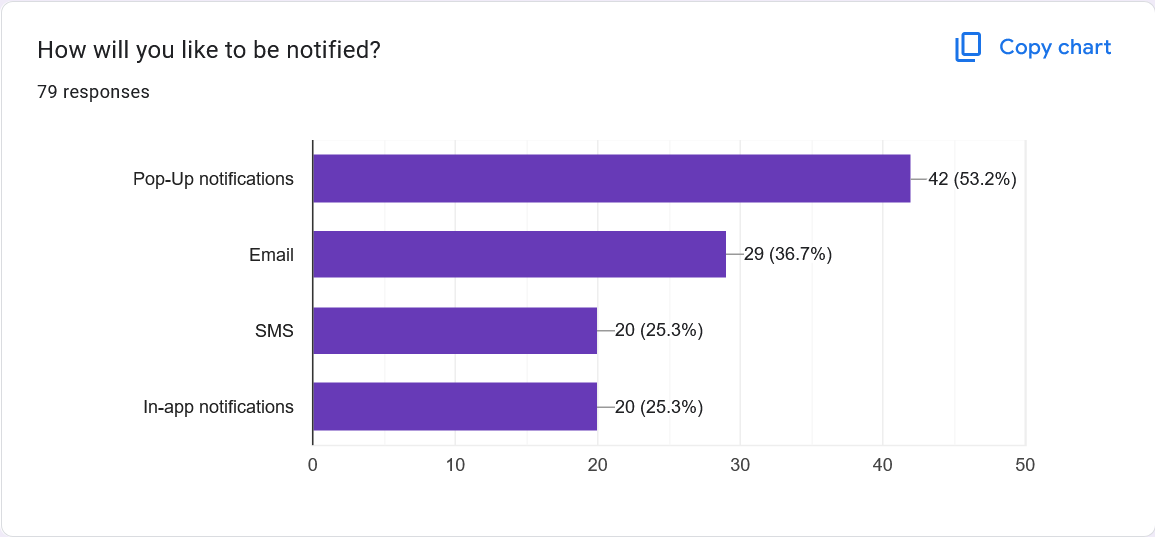 How will you like to be notified?
Copy chart
79 responses
Pop-Up notifications
42 (53.2%)
Email
29 (36.7%)
SMS
20 (25.3%)
In-app notifications
20 (25.3%)
0 10 20 30 40 50